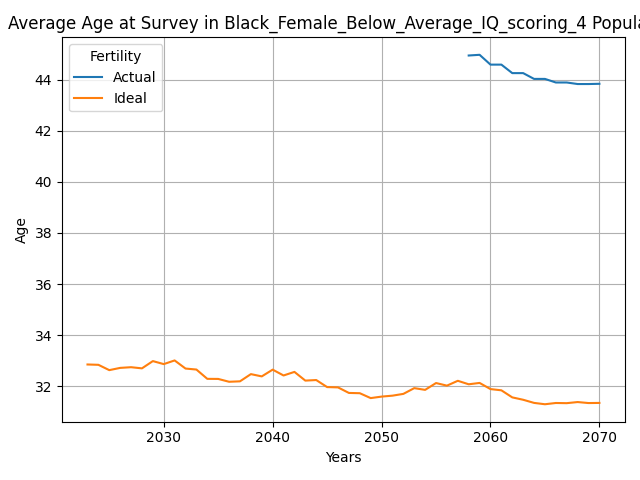 Average Age at Survey in Black_Female_Below_Average_IQ_scoring_4
Fertility
Actual
Ideal
44
42
40
38
36
34
32
Age
2030
2040
2050
2060
2070
Years